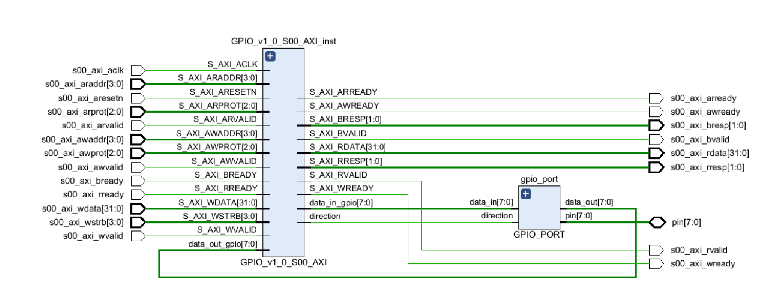 GPIO_v1_0_S00_AXI_inst
s00_axi_aclk
s00_axi_araddr[3:0]
s00_axi_aresetn
s00_axi_arprot[2:0]
s00_axi_arvalid
s00_axi_awaddr[3:0]
s00_axi_awprot[2:0]
s00_axi_awvalid
s00_axi_bready
s00_axi_rready
s00_axi_wdata[31:0]
s00_axi_wstrb[3:0]
s00_axi_wvalid
S_AXI_ACLK
S_AXI_ARADDR[3:0]
S_AXI_ARESETN
S_AXI_ARPROT[2:0]
S_AXI_ARVALID
S_AXI_AWADDR[3:0]
S_AXI_AWPROT[2:0]
S_AXI_AWVALID
S_AXI_BREADY
S_AXI_RREADY
S_AXI_WDATA[31:0]
S_AXI_WSTRB[3:0]
S_AXI_WVALID
data_out_gpio[7:0]
S_AXI_ARREADY
S_AXI_AWREADY
S_AXI_BRESP[1:0]
S_AXI_BVALID
S_AXI_RDATA[31:0]
S_AXI_RRESP[1:0]
S_AXI_RVALID
S_AXI_WREADY
data_in_gpio[7:0]
direction
GPIO_v1_0_S00_AXI
gpio_port
data_in[7:0]
direction
data_out[7:0]
pin[7:0]
GPIO_PORT
s00_axi_arready
s00_axi_awready
s00_axi_bresp[1:0]
s00_axi_bvalid
s00_axi_rdata[31:0]
s00_axi_rresp[1:0]
pin[7:0]
s00_axi_rvalid
s00_axi_wready